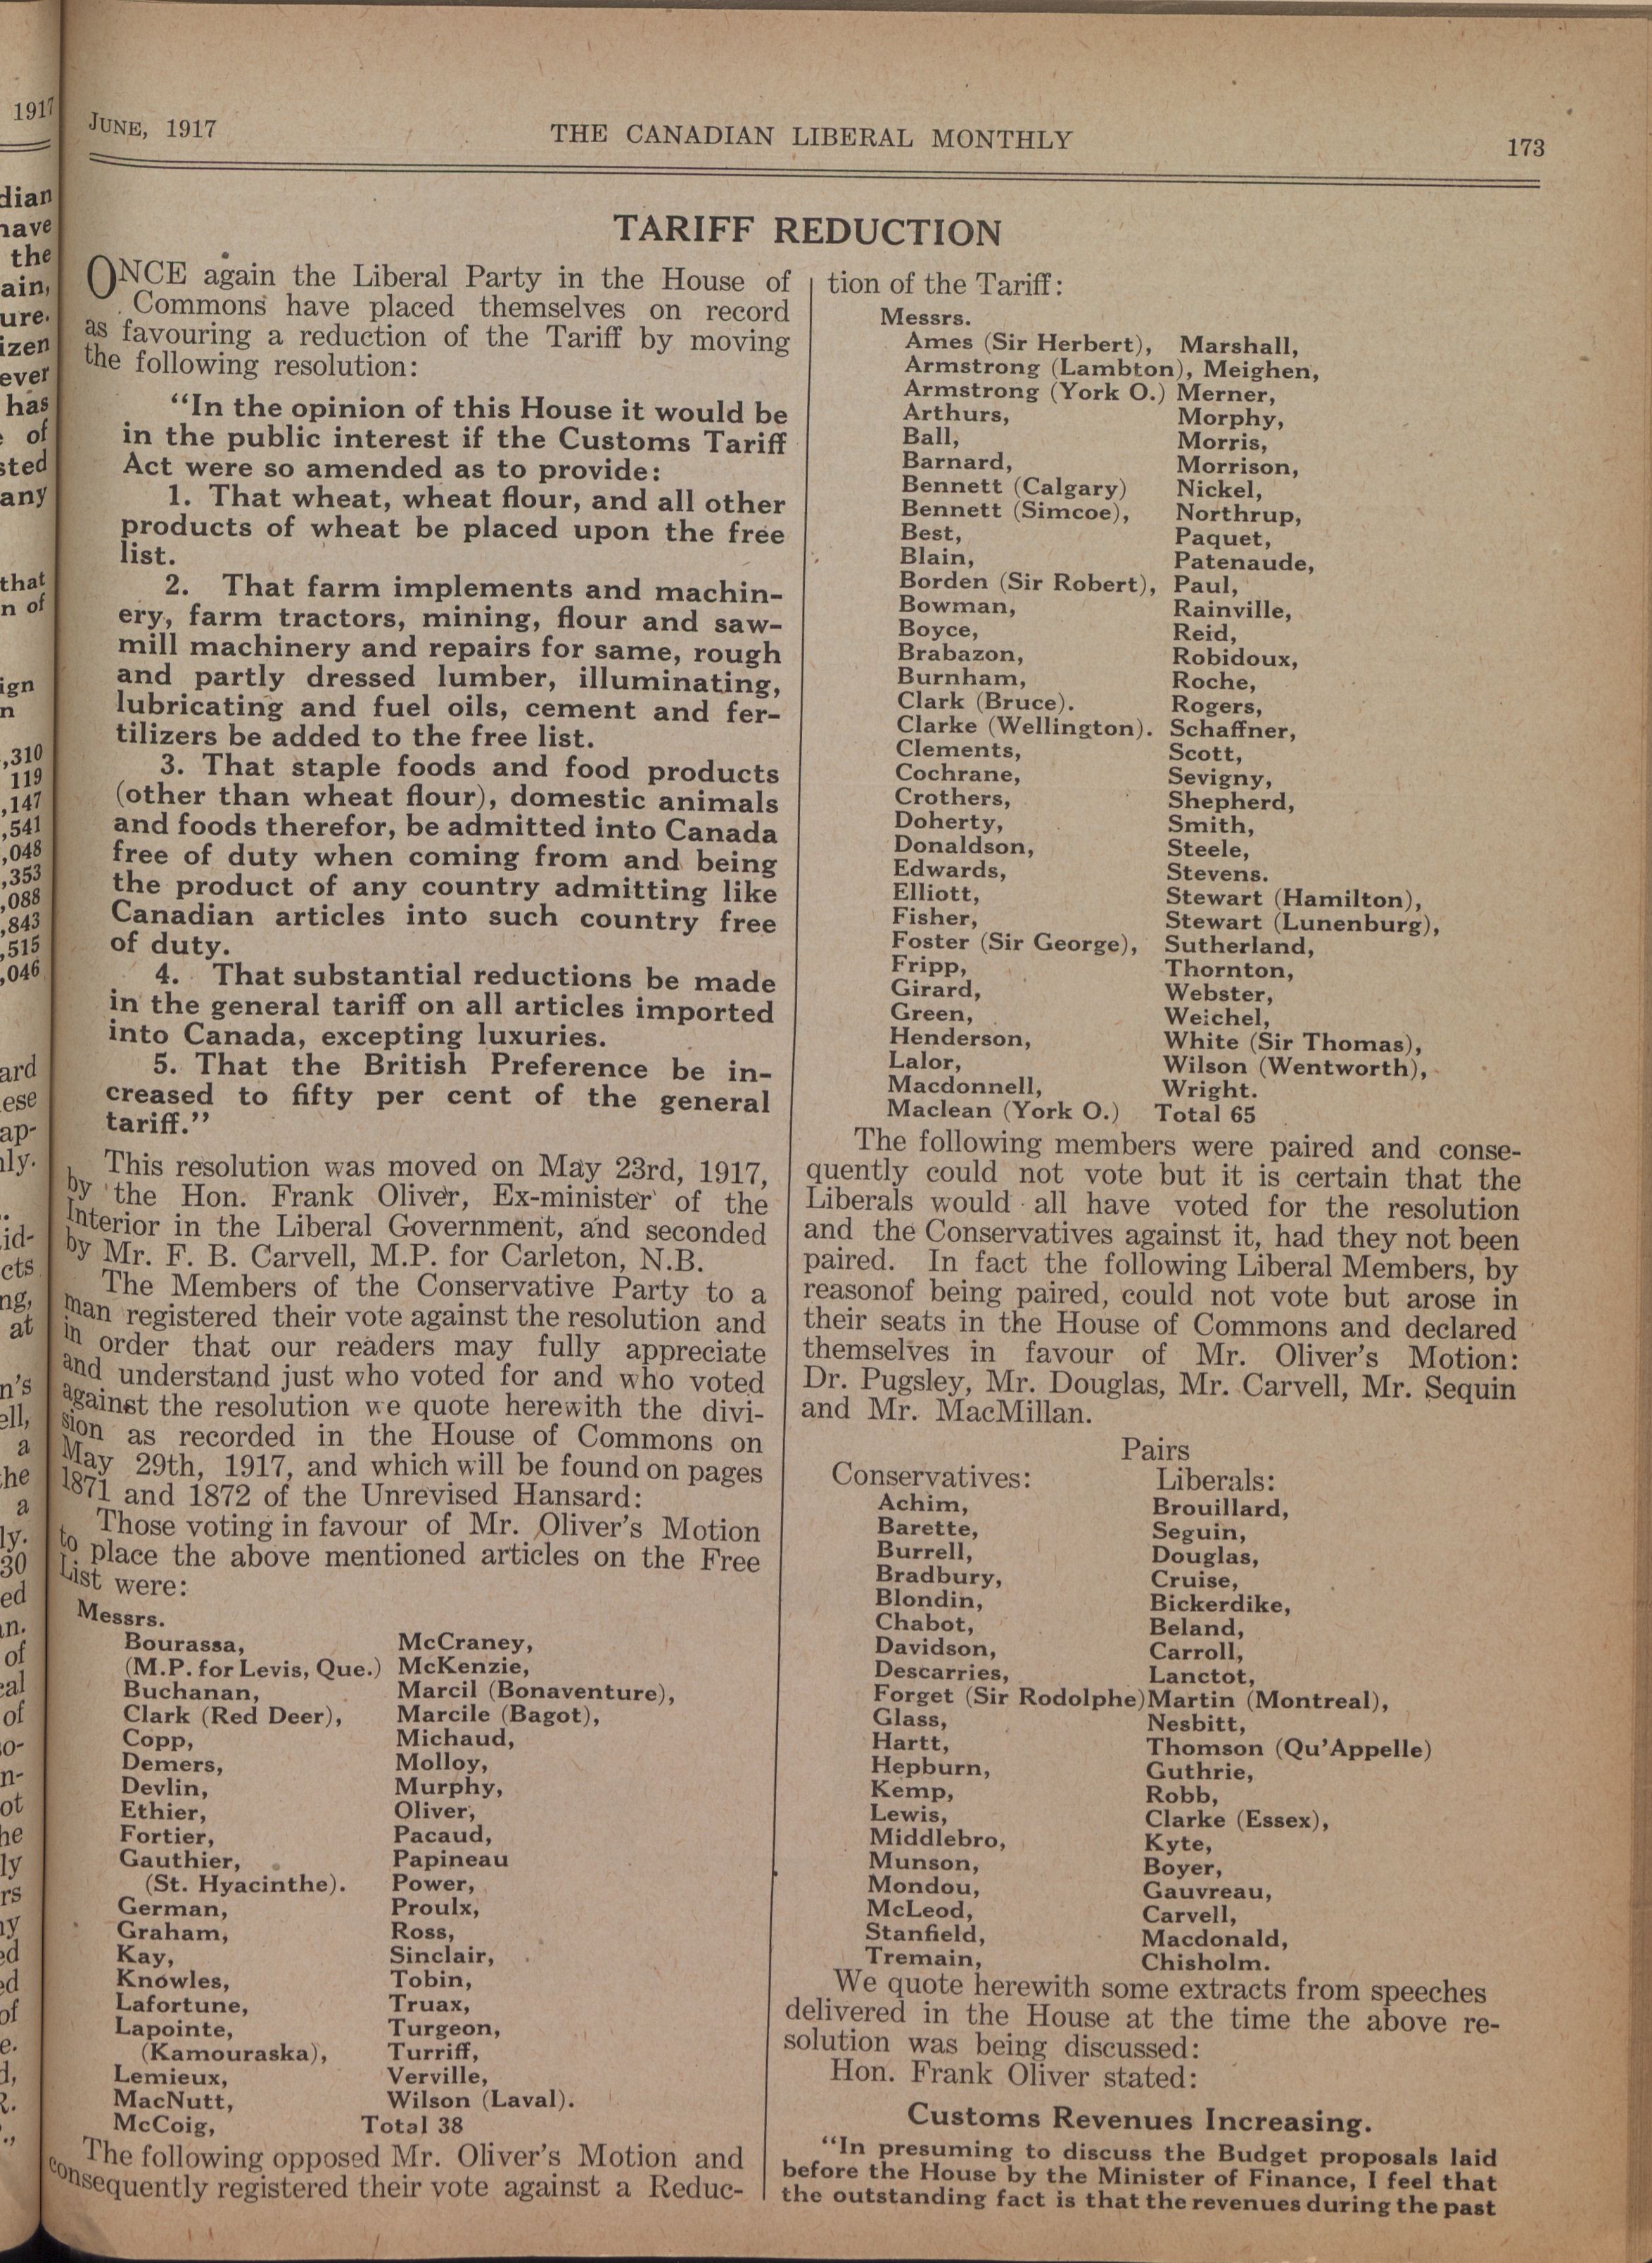 1917
JUNE, 1917
THE CANADIAN LIBERAL MONTHLY
173
TARIFF REDUCTION
ONCE again the Liberal Party in the House of
Commons have placed themselves on record
as favouring a reduction of the Tariff by moving
the following resolution:
"In the opinion of this House it would be
in the public interest if the Customs Tariff
Act were so amended as to provide:
1. That wheat, wheat flour, and all other
products of wheat be placed upon the free
list.
2. That farm implements and machin-
ery, farm tractors, mining, flour and saw-
mill machinery and repairs for same, rough
and partly dressed lumber, illuminating,
lubricating and fuel oils, cement and fer-
tilizers be added to the free list.
3. That staple foods and food products
(other than wheat flour), domestic animals
and foods therefor, be admitted into Canada
free of duty when coming from and being
the product of any country admitting like
Canadian articles into such country free
of duty.
4. That substantial reductions be made
in the general tariff on all articles imported
into Canada, excepting luxuries.
5. That the British Preference be in-
creased to fifty per cent of the general
tariff."
This resolution was moved on May 23rd, 1917,
by the Hon. Frank Oliver, Ex-minister of the
Interior in the Liberal Government, and seconded
by Mr. F. B. Carvell, M.P. for Carleton, N.B.
The Members of the Conservative Party to a
man registered their vote against the resolution and
in order that our readers may fully appreciate
and understand just who voted for and who voted
against the resolution we quote herewith the divi-
sion as recorded in the House of Commons on
May 29th, 1917, and which will be found on pages
1871 and 1872 of the Unrevised Hansard:
Those voting in favour of Mr. Oliver's Motion
to place the above mentioned articles on the Free
List were:
Messrs.
Bourassa, McCraney,
(M.P. for Levis, Que.) McKenzie,
Buchanan, Marcil (Bonaventure),
Clark (Red Deer), Marcile (Bagot),
Copp, Michaud,
Demers, Molloy,
Devlin, Murphy,
Ethier, Oliver,
Fortier, Pacaud,
Gauthier, Papineau
(St. Hyacinthe). Power,
German, Proulx,
Graham, Ross,
Kay, Sinclair,
Knowles, Tobin,
Lafortune, Truax,
Lapointe, Turgeon,
(Kamouraska), Turriff,
Lemieux, Verville,
MacNutt, Wilson (Laval).
McCoig, Total 38
The following opposed Mr. Oliver's Motion and
consequently registered their vote against a Reduc-
tion of the Tariff:
Messrs.
Ames (Sir Herbert), Marshall,
Armstrong (Lambton), Meighen,
Armstrong (York O.) Merner,
Arthurs, Morphy,
Ball, Morris,
Barnard, Morrison,
Bennett (Calgary) Nickel,
Bennett (Simcoe), Northrup,
Best, Paquet,
Blain, Patenaude,
Borden (Sir Robert), Paul,
Bowman, Rainville,
Boyce, Reid,
Brabazon, Robidoux,
Burnham, Roche,
Clark (Bruce). Rogers,
Clarke (Wellington). Schaffner,
Clements, Scott,
Cochrane, Sevigny,
Crothers, Shepherd,
Doherty, Smith,
Donaldson, Steele,
Edwards, Stevens.
Elliott, Stewart (Hamilton),
Fisher, Stewart (Lunenburg),
Foster (Sir George), Sutherland,
Fripp, Thornton,
Girard, Webster,
Green, Weichel,
Henderson, White (Sir Thomas),
Lalor, Wilson (Wentworth),
Macdonnell, Wright.
Maclean (York O.) Total 65
The following members were paired and conse-
quently could not vote but it is certain that the
Liberals would all have voted for the resolution
and the Conservatives against it, had they not been
paired. In fact the following Liberal Members, by
reasonof being paired, could not vote but arose in
their seats in the House of Commons and declared
themselves in favour of Mr. Oliver's Motion:
Dr. Pugsley, Mr. Douglas, Mr. Carvell, Mr. Sequin
and Mr. MacMillan.
Pairs
Conservatives: Liberals:
Achim, Brouillard,
Barette, Seguin,
Burrell, Douglas,
Bradbury, Cruise,
Blondin, Bickerdike,
Chabot, Beland,
Davidson, Carroll,
Descarries, Lanctot,
Forget (Sir Rodolphe) Martin (Montreal),
Glass, Nesbitt,
Hartt, Thomson (Qu'Appelle)
Hepburn, Guthrie,
Kemp, Robb,
Lewis, Clarke (Essex),
Middlebro, Kyte,
Munson, Boyer,
Mondou, Gauvreau,
McLeod, Carvell,
Stanfield, Macdonald,
Tremain, Chisholm.
We quote herewith some extracts from speeches
delivered in the House at the time the above re-
solution was being discussed:
Hon. Frank Oliver stated:
Customs Revenues Increasing.
"In presuming to discuss the Budget proposals laid
before the House by the Minister of Finance, I feel that
the outstanding fact is that the revenues during the past